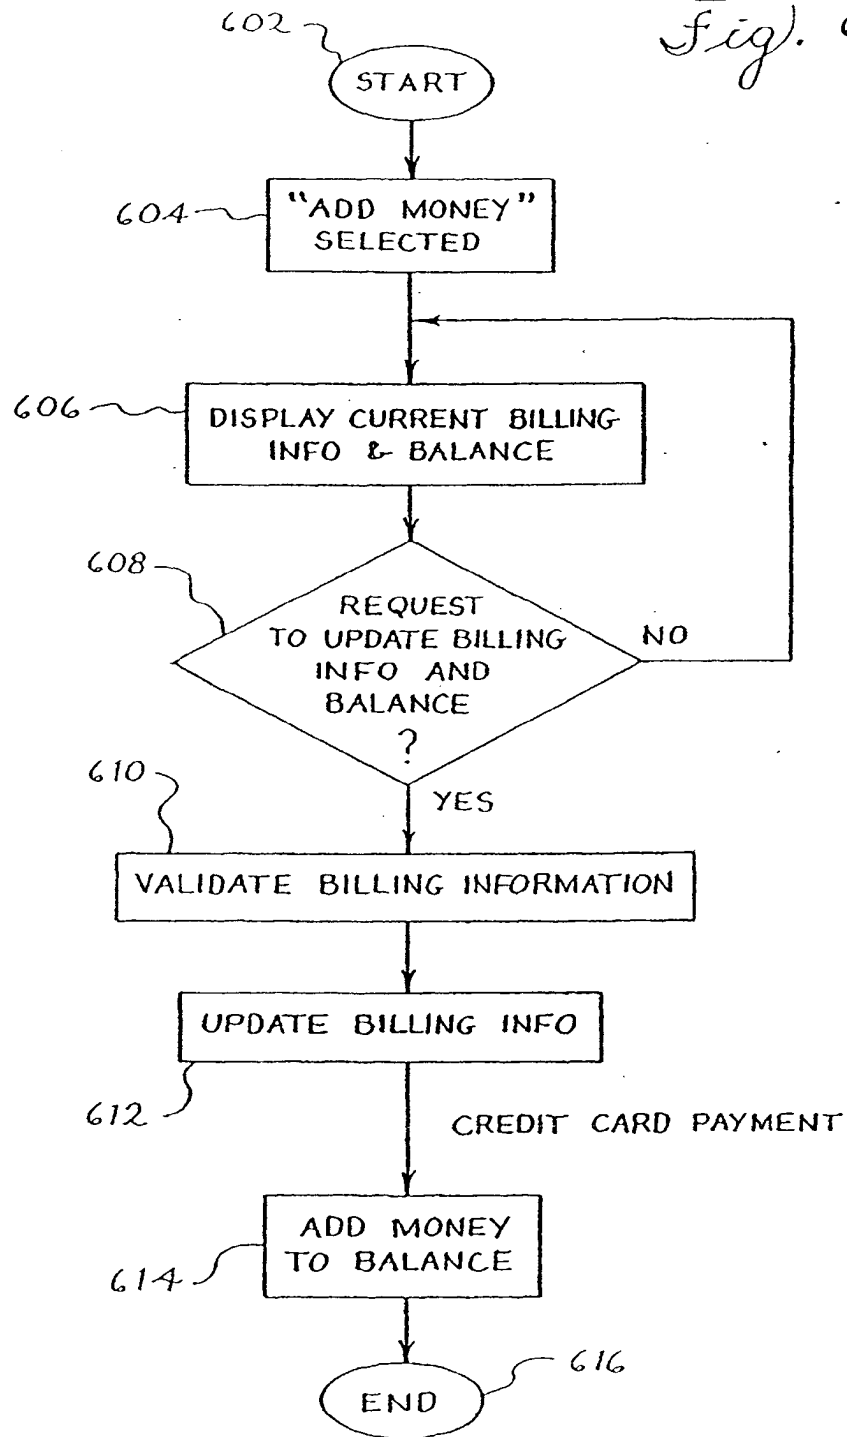 Fig.
602
START
604
"ADD MONEY"
SELECTED
606
DISPLAY CURRENT BILLING
INFO & BALANCE
608
REQUEST
TO UPDATE BILLING
INFO AND
BALANCE
?
NO
610
YES
VALIDATE BILLING INFORMATION
UPDATE BILLING INFO
612
CREDIT CARD PAYMENT
ADD MONEY
TO BALANCE
614
616
END